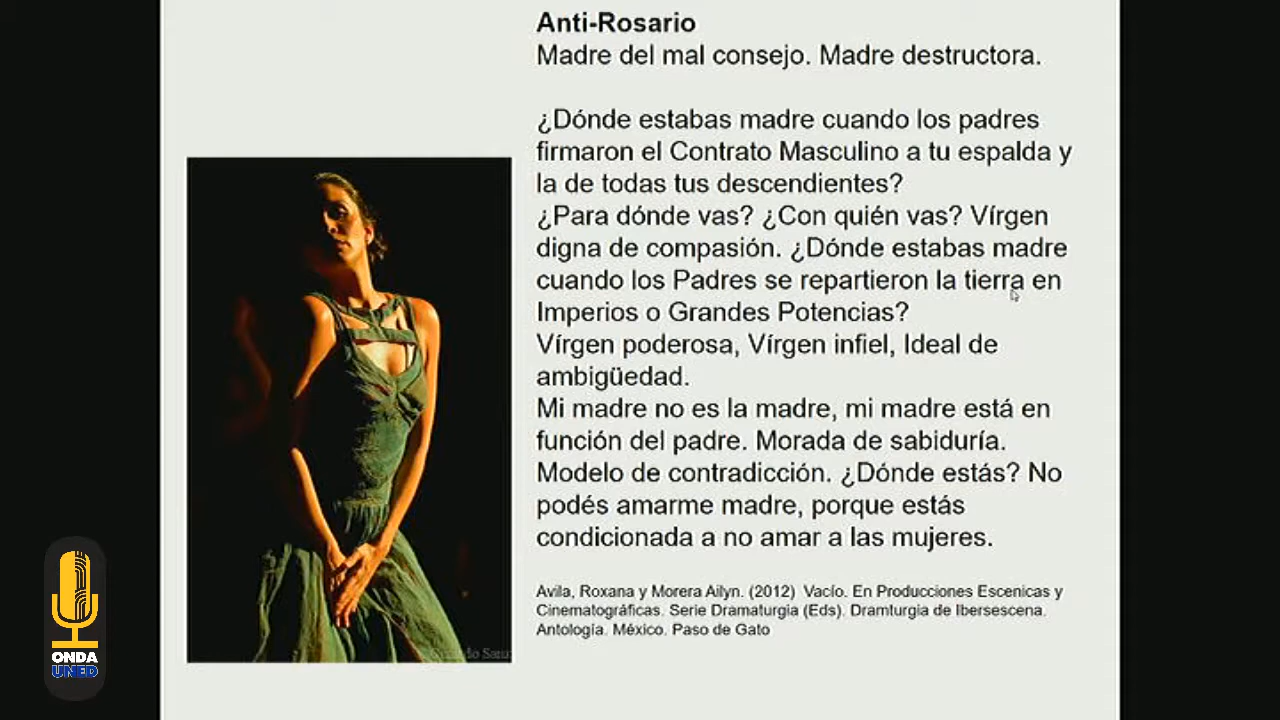 Anti-Rosario
Madre del mal consejo. Madre destructora.
¿Dónde estabas madre cuando los padres
firmaron el Contrato Masculino a tu espalda y
la de todas tus descendientes?
¿Para dónde vas? ¿Con quién vas? Vírgen
digna de compasión. ¿Dónde estabas madre
cuando los Padres se repartieron la tierra en
Imperios o Grandes Potencias?
Vírgen poderosa, Vírgen infiel, Ideal de
ambigüedad.
Mi madre no es la madre, mi madre está en
función del padre. Morada de sabiduría.
Modelo de contradicción. ¿Dónde estás? No
podés amarme madre, porque estás
condicionada a no amar a las mujeres.
Avila, Roxana y Morera Ailyn. (2012) Vacío. En Producciones Escenicas y
Cinematográficas. Serie Dramaturgia (Eds). Dramturgia de Ibersescena.
Antología. México. Paso de Gato
ONDA
UNED